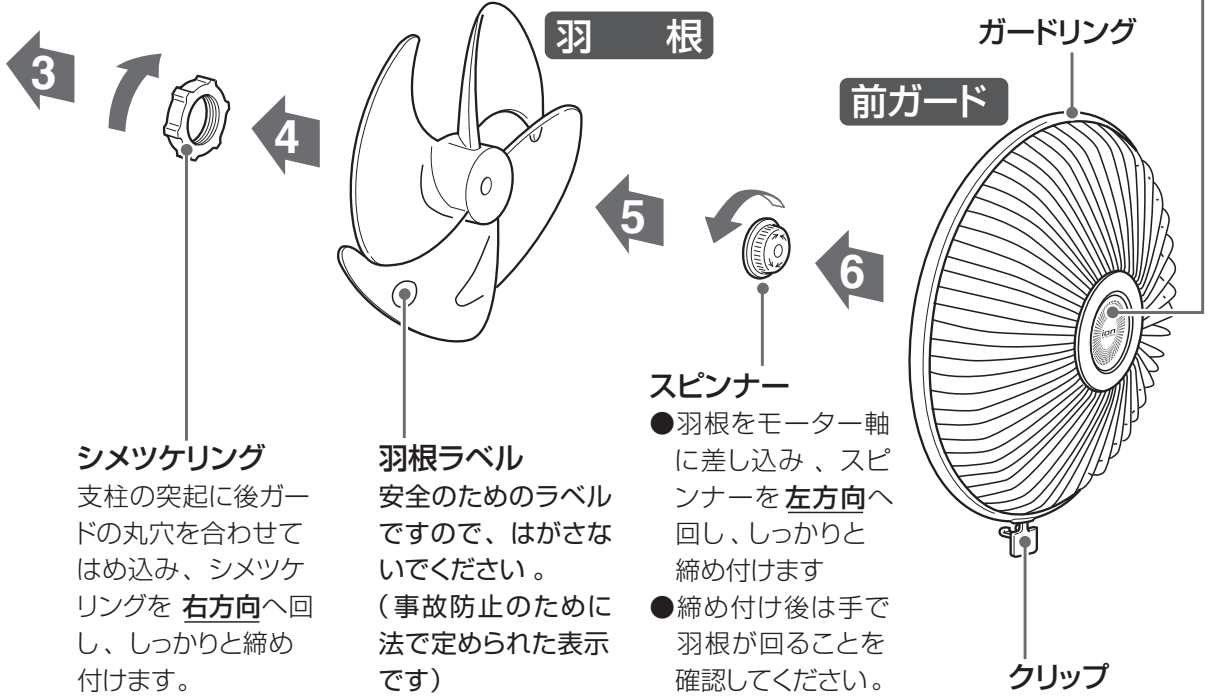 羽 根
ガードリング
前ガード
3
4
5
6
ion
シメツケリング
支柱の突起に後ガー
ドの丸穴を合わせて
はめ込み、シメツケ
リングを 右方向へ回
し、しっかりと締め
付けます。
羽根ラベル
安全のためのラベル
ですので、はがさな
いでください。
(事故防止のために
法で定められた表示
です)
スピンナー
●羽根をモーター軸
に差し込み、スピ
ンナーを左方向へ
回し、しっかりと
締め付けます
●締め付け後は手で
羽根が回ることを
確認してください。
クリップ